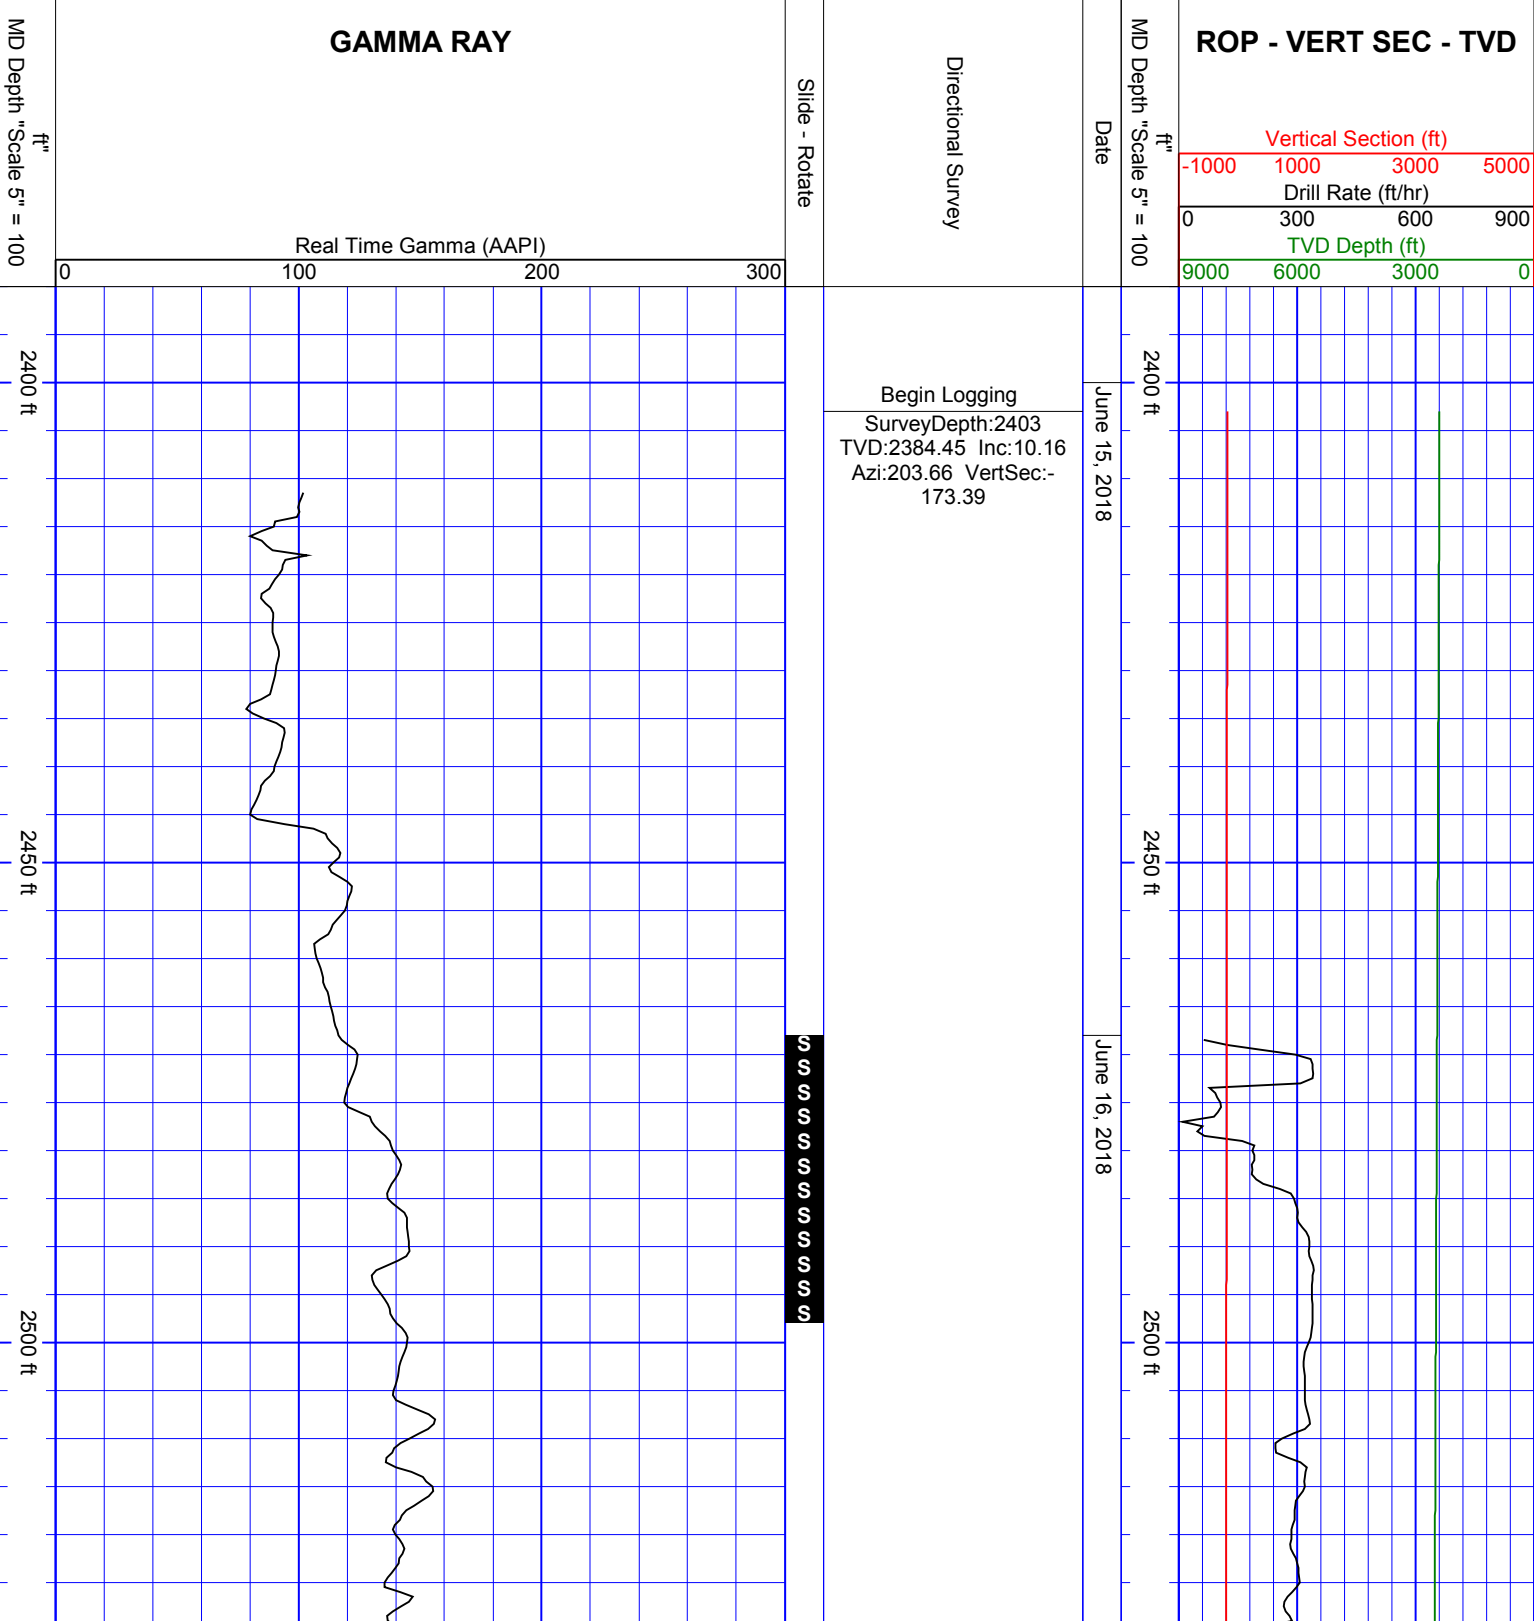 GAMMA RAY
ROP - VERT SEC - TVD
MD Depth "Scale 5" = 100
ft"
Real Time Gamma (AAPI)
0 100 200 300
Slide - Rotate
Directional Survey
Date
MD Depth "Scale 5" = 100
ft"
Vertical Section (ft)
-1000 1000 3000 5000
Drill Rate (ft/hr)
0 300 600 900
TVD Depth (ft)
9000 6000 3000 0
2400 ft
2450 ft
2500 ft
S
S
S
S
S
S
S
S
S
S
S
S
Begin Logging
SurveyDepth:2403
TVD:2384.45 Inc:10.16
Azi:203.66 VertSec:-
173.39
June 15, 2018
June 16, 2018
2400 ft
2450 ft
2500 ft